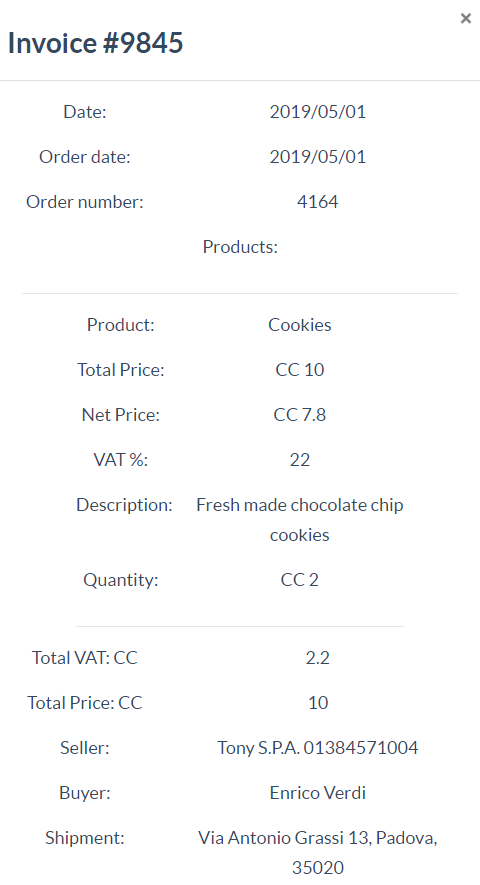 Invoice #9845
Date: 2019/05/01
Order date: 2019/05/01
Order number: 4164
Products:
Product: Cookies
Total Price: CC 10
Net Price: CC 7.8
VAT %: 22
Description: Fresh made chocolate chip
cookies
Quantity: CC 2
Total VAT: CC 2.2
Total Price: CC 10
Seller: Tony S.P.A. 01384571004
Buyer: Enrico Verdi
Shipment: Via Antonio Grassi 13, Padova,
35020